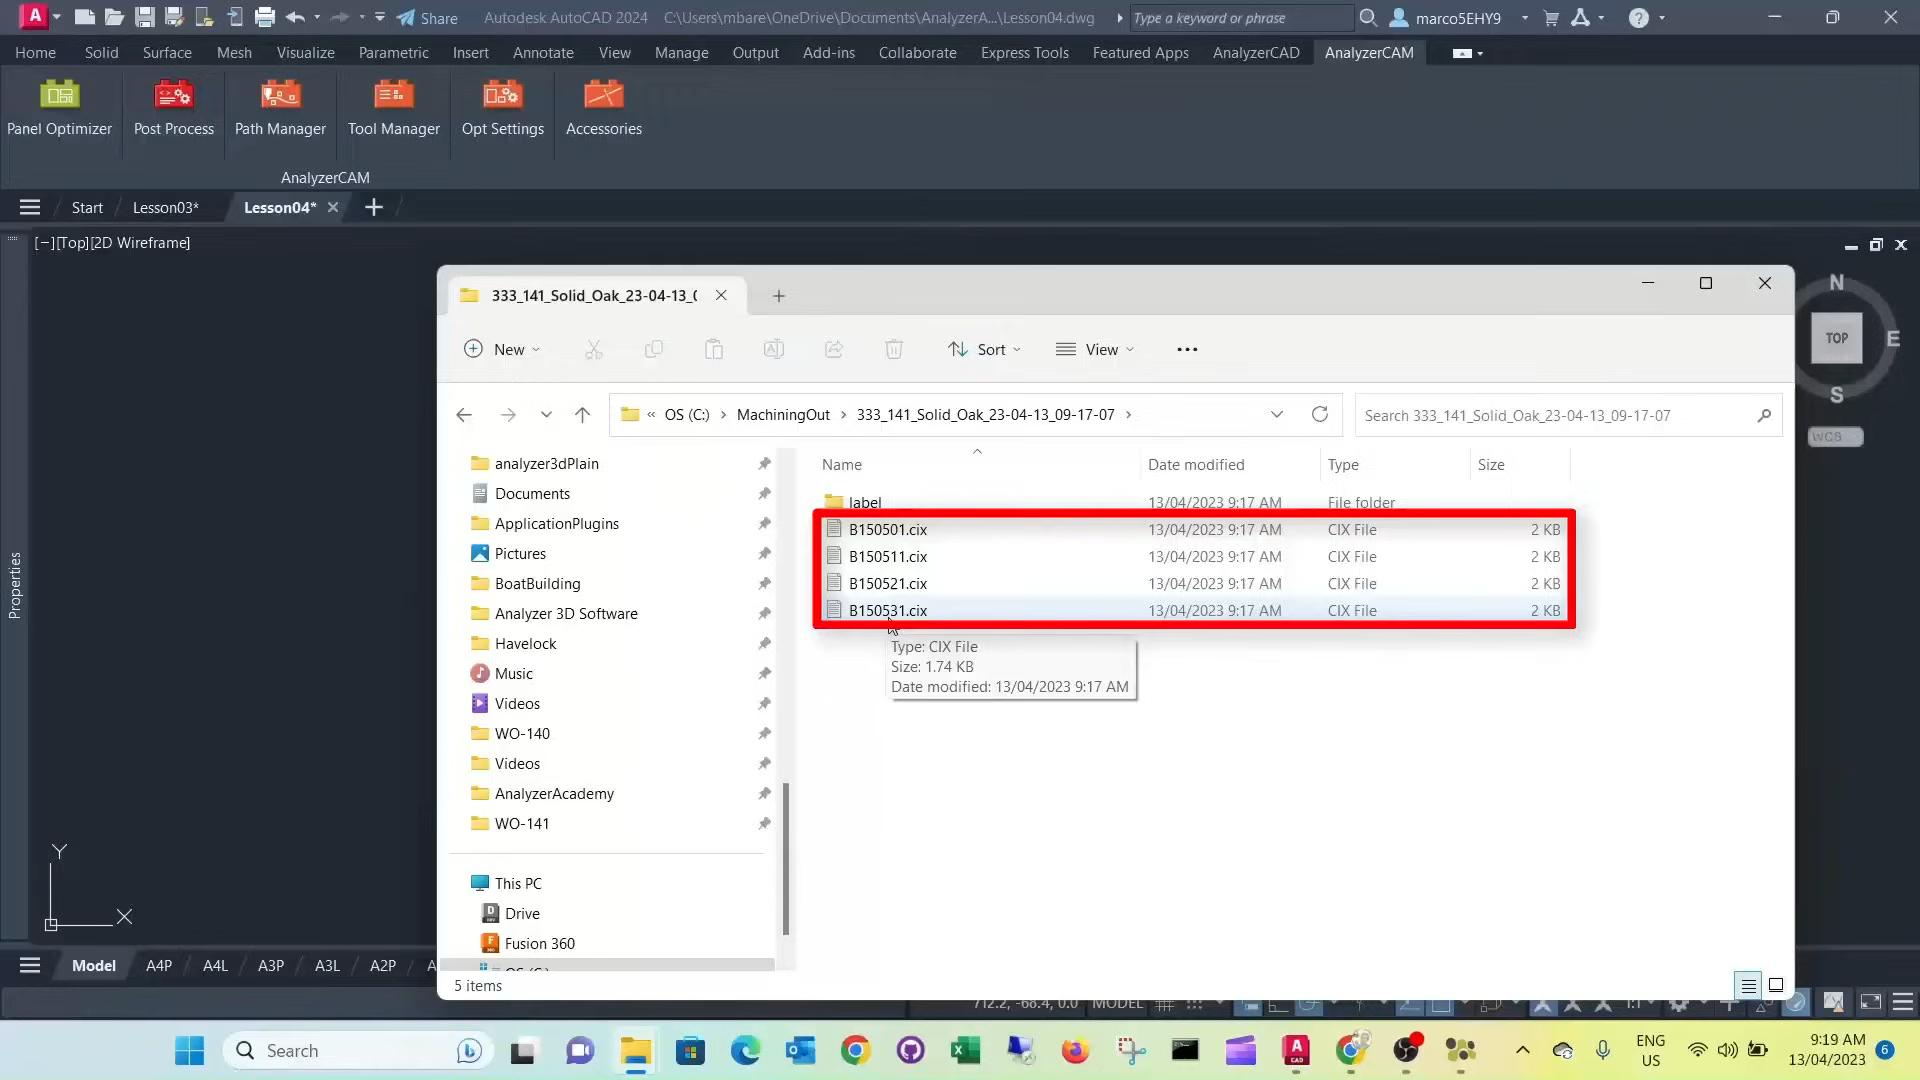 A Share Autodesk AutoCAD 2024 C:\Users\mbare\OneDrive\Documents\AnalyzerA...\Lesson04.dwg Type a keyword or phrase marco5EHY9
Home Solid Surface Mesh Visualize Parametric Insert Annotate View Manage Output Add-ins Collaborate Express Tools Featured Apps AnalyzerCAD AnalyzerCAM
Panel Optimizer Post Process Path Manager Tool Manager Opt Settings Accessories
AnalyzerCAM
Start Lesson03* Lesson04*
[−][Top][2D Wireframe]
N
TOP
E
S
WCS
Properties
Y
X
333_141_Solid_Oak_23-04-13_0
New Sort View
« OS (C:) MachiningOut 333_141_Solid_Oak_23-04-13_09-17-07 Search 333_141_Solid_Oak_23-04-13_09-17-07
Name Date modified Type Size
analyzer3dPlain
Documents
ApplicationPlugins
Pictures
BoatBuilding
Analyzer 3D Software
Havelock
Music
Videos
WO-140
Videos
AnalyzerAcademy
WO-141
This PC
Drive
Fusion 360
label 13/04/2023 9:17 AM File folder
B150501.cix 13/04/2023 9:17 AM CIX File 2 KB
B150511.cix 13/04/2023 9:17 AM CIX File 2 KB
B150521.cix 13/04/2023 9:17 AM CIX File 2 KB
B150531.cix 13/04/2023 9:17 AM CIX File 2 KB
Type: CIX File
Size: 1.74 KB
Date modified: 13/04/2023 9:17 AM
5 items
Model A4P A4L A3P A3L A2P A
712.2, -68.4, 0.0 MODEL 1:1
Search
ENG
US
9:19 AM
13/04/2023
6